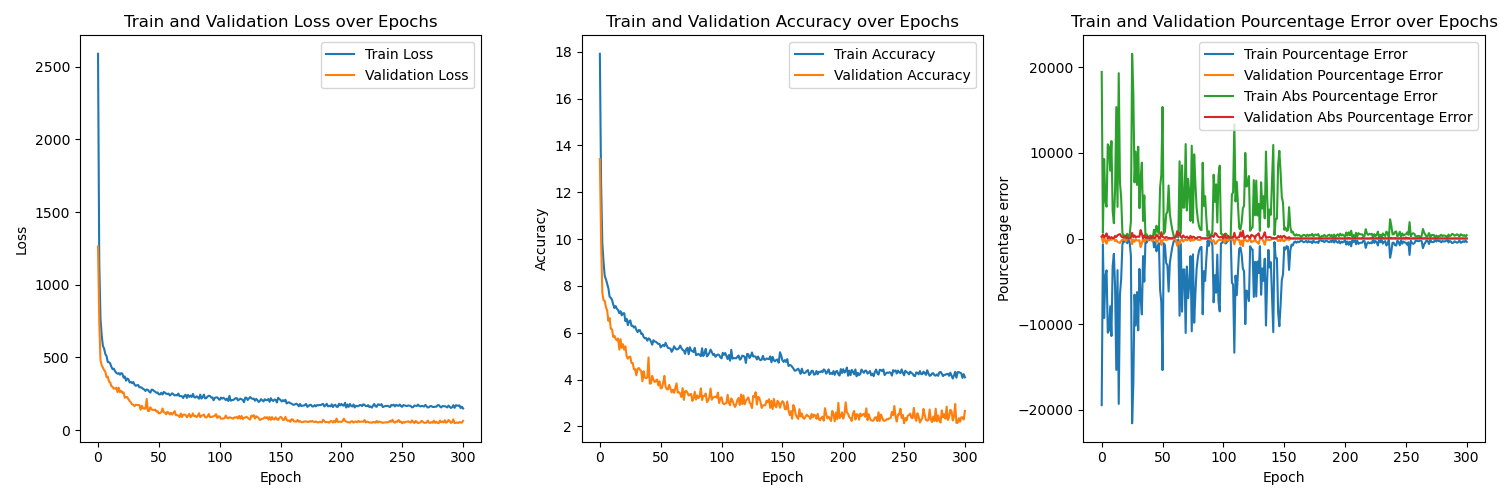 Train and Validation Loss over Epochs
Train Loss
Validation Loss
2500
2000
1500
1000
500
0
Loss
0 50 100 150 200 250 300
Epoch
Train and Validation Accuracy over Epochs
Train Accuracy
Validation Accuracy
18
16
14
12
10
8
6
4
2
Accuracy
0 50 100 150 200 250 300
Epoch
Train and Validation Pourcentage Error over Epochs
Train Pourcentage Error
Validation Pourcentage Error
Train Abs Pourcentage Error
Validation Abs Pourcentage Error
20000
10000
0
−10000
−20000
Pourcentage error
0 50 100 150 200 250 300
Epoch